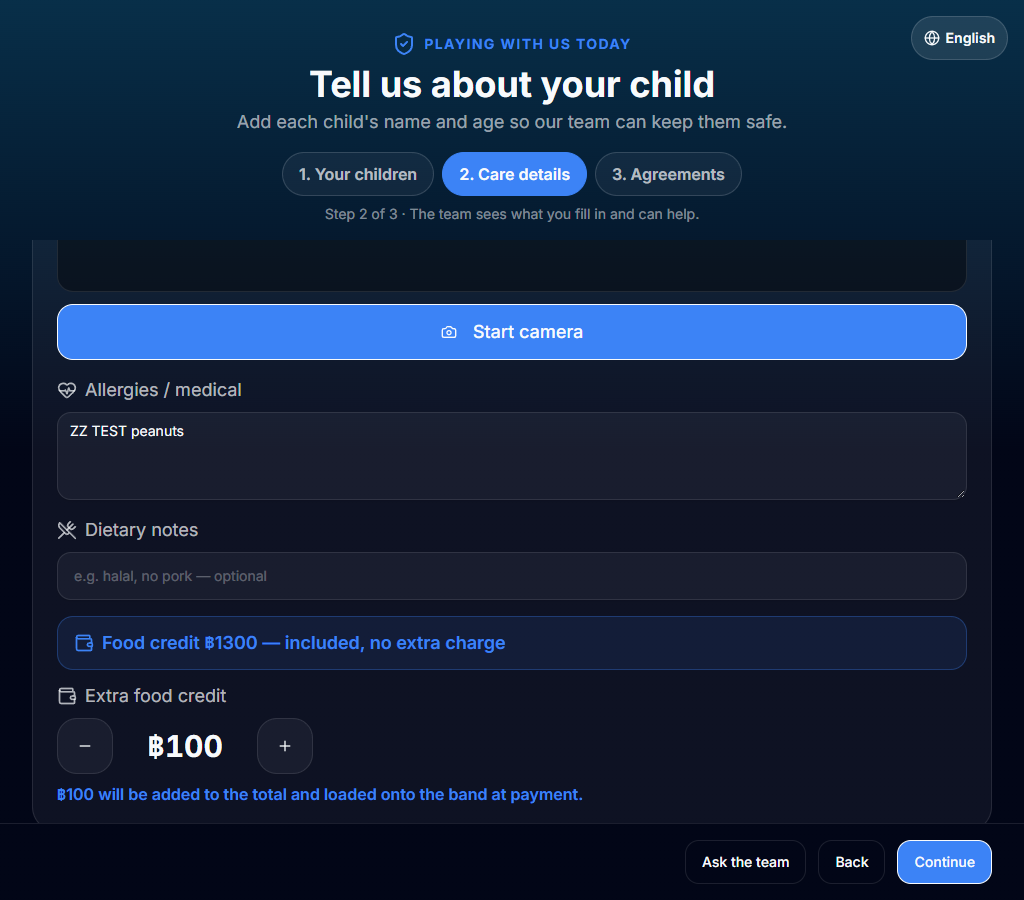 English
PLAYING WITH US TODAY
Tell us about your child
Add each child's name and age so our team can keep them safe.
1. Your children
2. Care details
3. Agreements
Step 2 of 3 · The team sees what you fill in and can help.
Start camera
Allergies / medical
ZZ TEST peanuts
Dietary notes
e.g. halal, no pork — optional
Food credit ฿1300 — included, no extra charge
Extra food credit
− ฿100 +
฿100 will be added to the total and loaded onto the band at payment.
Ask the team
Back
Continue